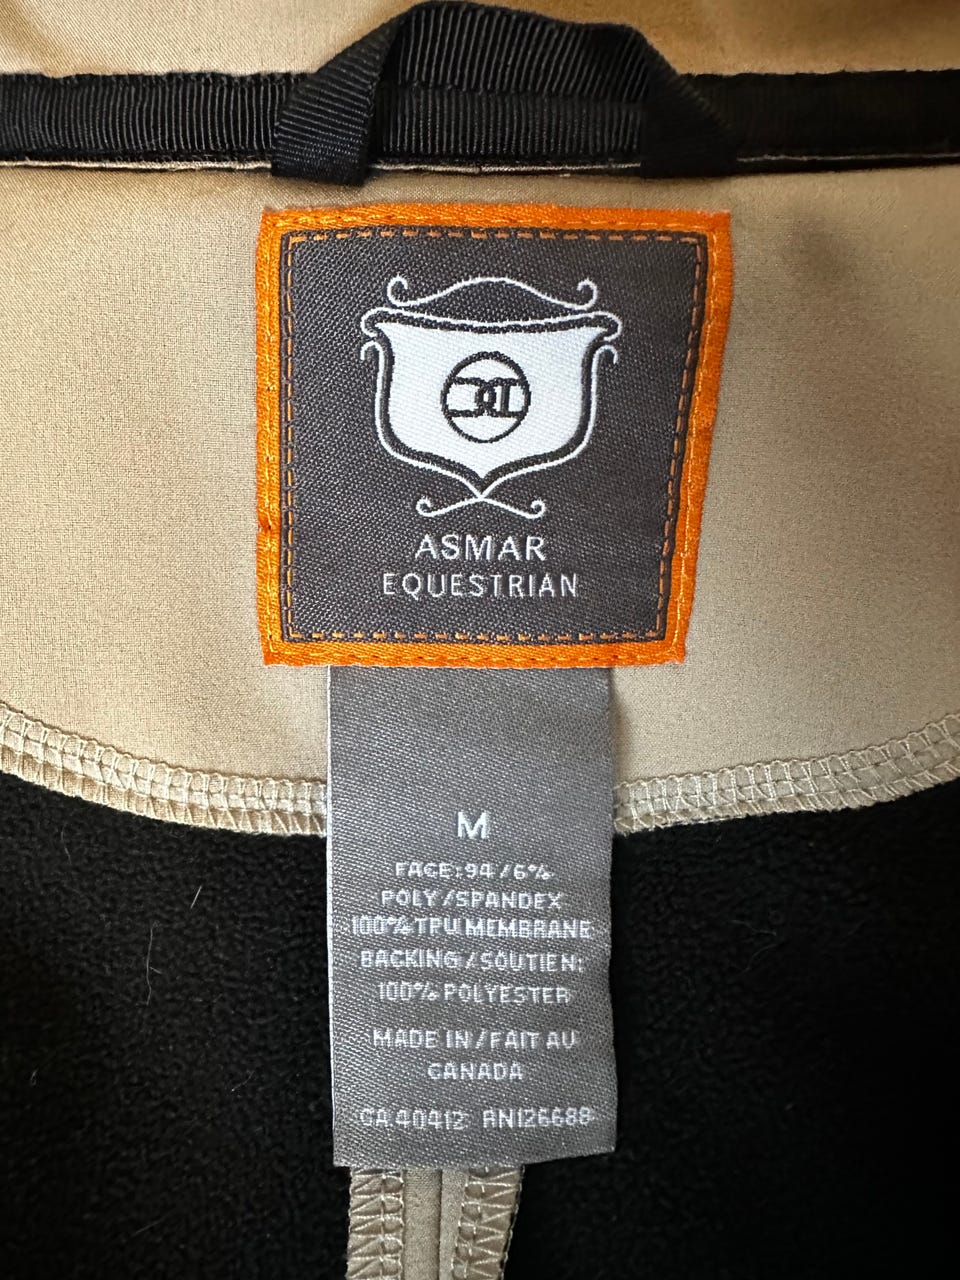 ASMAR
EQUESTRIAN
M
FACE:94/6%
POLY/SPANDEX
100% TPU MEMBRANE
BACKING/SOUTIEN:
100% POLYESTER
MADE IN/FAIT AU
CANADA
CA 40412 RN126688